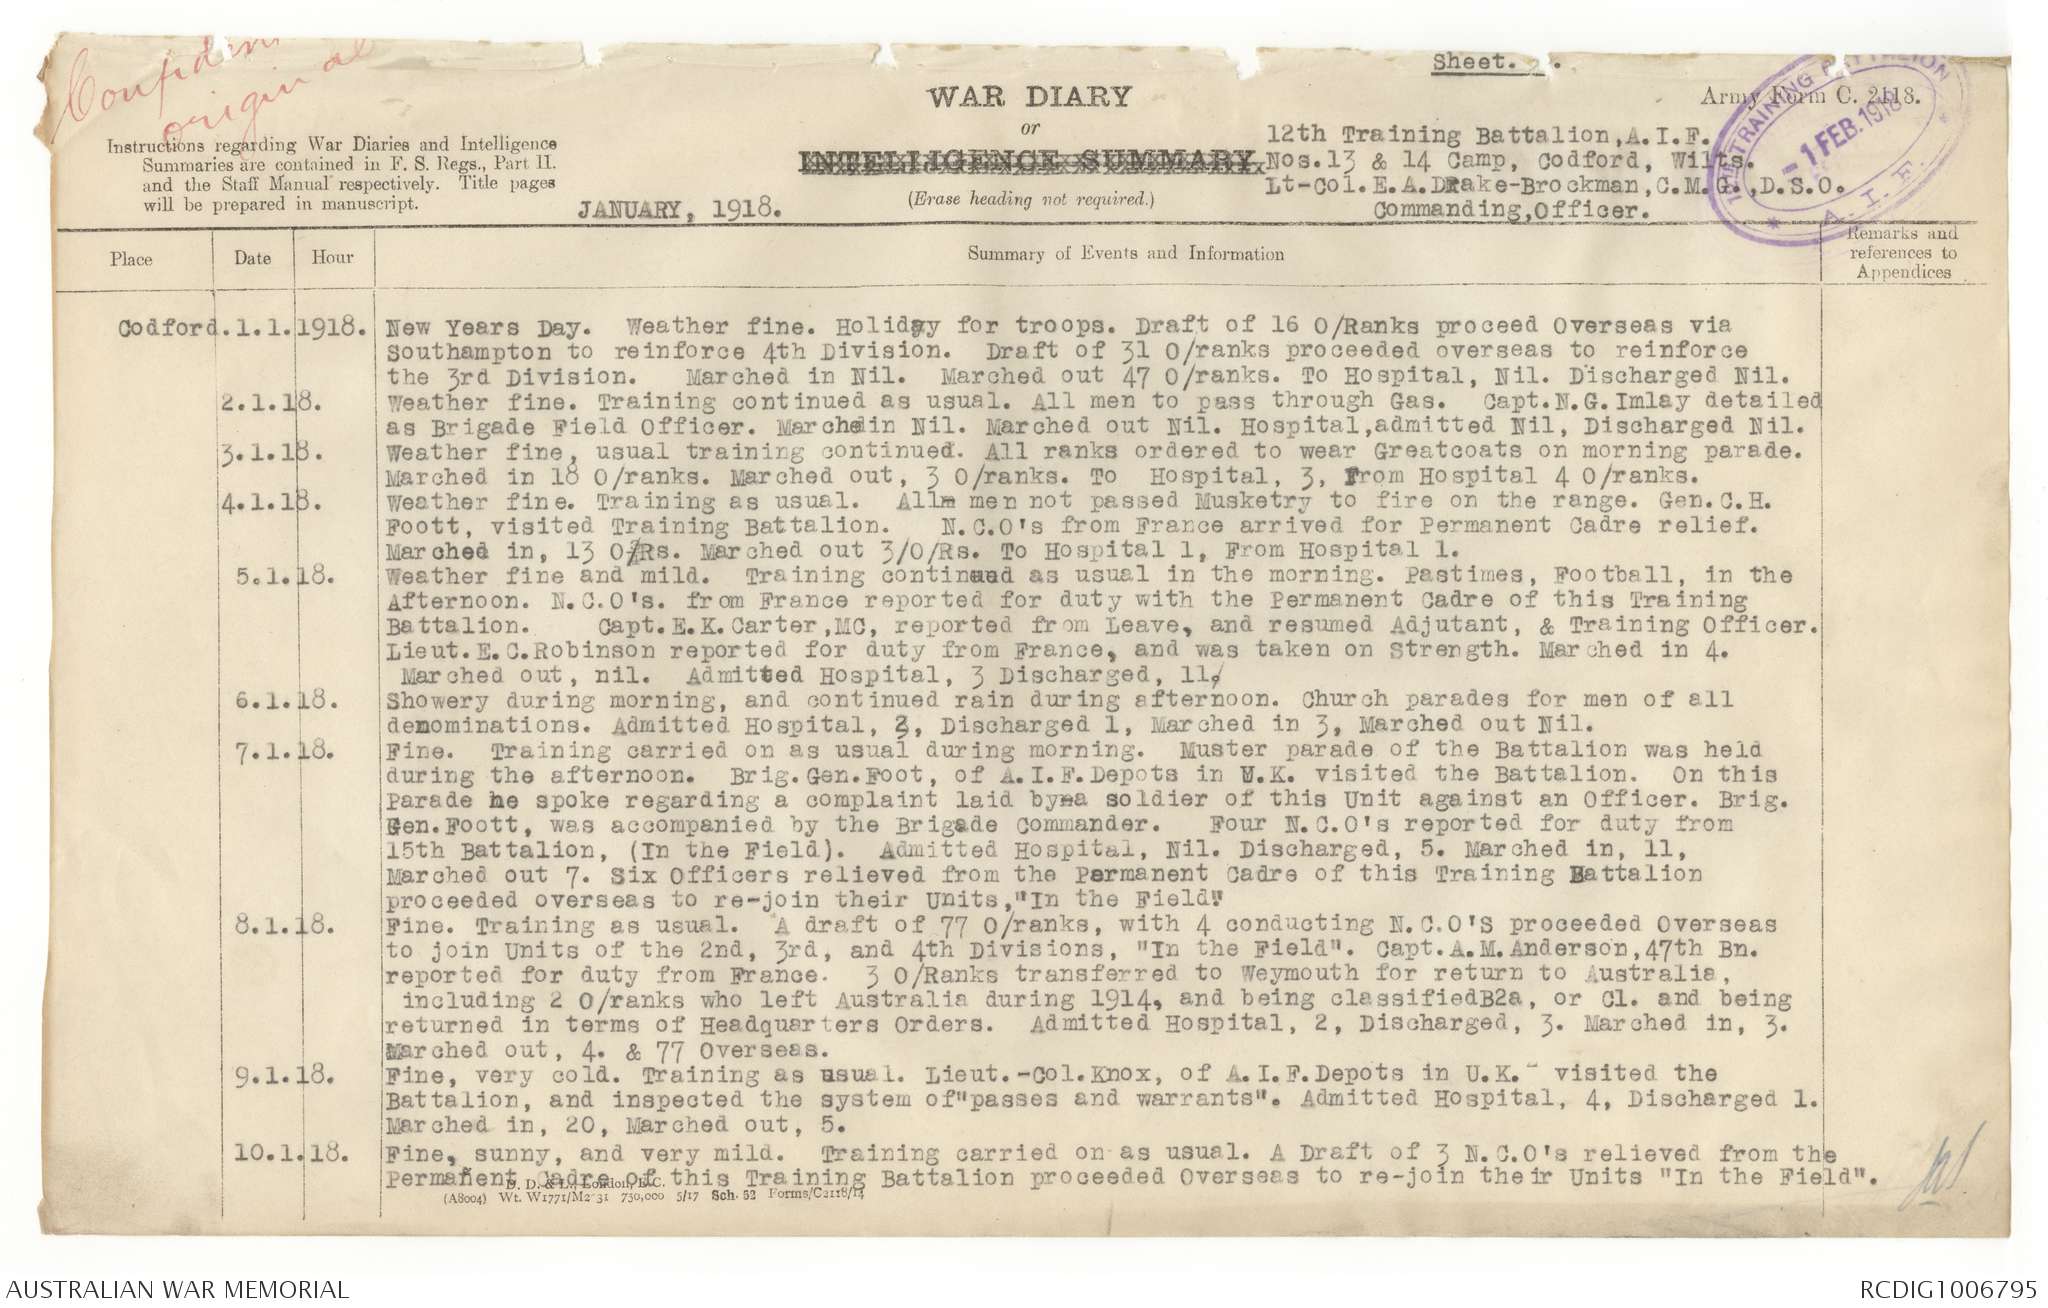 original
Sheet.
WAR DIARY
Army Form C. 2118.
or
INTELLIGENCE SUMMARY.
(Erase heading not required.)
Instructions regarding War Diaries and Intelligence
Summaries are contained in F. S. Regs., Part II.
and the Staff Manual respectively. Title pages
will be prepared in manuscript.
JANUARY, 1918.
12th Training Battalion,A.I.F.
Nos.13 & 14 Camp, Codford, Wilts.
Lt-Col.E.A.Drake-Brockman,C.M.G.,D.S.O.
Commanding,Officer.
TRAINING BATTALION
- 1 FEB. 1918
* A. I. F. *
Place Date Hour Summary of Events and Information Remarks and
references to
Appendices
Codford.1.1.1918. New Years Day. Weather fine. Holiday for troops. Draft of 16 O/Ranks proceed Overseas via
Southampton to reinforce 4th Division. Draft of 31 O/ranks proceeded overseas to reinforce
the 3rd Division. Marched in Nil. Marched out 47 O/ranks. To Hospital, Nil. Discharged Nil.
2.1.18. Weather fine. Training continued as usual. All men to pass through Gas. Capt.N.G.Imlay detailed
as Brigade Field Officer. Marchedin Nil. Marched out Nil. Hospital,admitted Nil, Discharged Nil.
3.1.18. Weather fine, usual training continued. All ranks ordered to wear Greatcoats on morning parade.
Marched in 18 O/ranks. Marched out, 3 O/ranks. To Hospital, 3, From Hospital 4 O/ranks.
4.1.18. Weather fine. Training as usual. All men not passed Musketry to fire on the range. Gen.C.H.
Foott, visited Training Battalion. N.C.O's from France arrived for Permanent Cadre relief.
Marched in, 13 O/Rs. Marched out 3/O/Rs. To Hospital 1, From Hospital 1.
5.1.18. Weather fine and mild. Training continued as usual in the morning. Pastimes, Football, in the
Afternoon. N.C.O's. from France reported for duty with the Permanent Cadre of this Training
Battalion. Capt.E.K.Carter,MC, reported from Leave, and resumed Adjutant, & Training Officer.
Lieut.E.C.Robinson reported for duty from France, and was taken on Strength. Marched in 4.
Marched out, nil. Admitted Hospital, 3 Discharged, 11,
6.1.18. Showery during morning, and continued rain during afternoon. Church parades for men of all
denominations. Admitted Hospital, 3, Discharged 1, Marched in 3, Marched out Nil.
7.1.18. Fine. Training carried on as usual during morning. Muster parade of the Battalion was held
during the afternoon. Brig.Gen.Foot, of A.I.F.Depots in U.K. visited the Battalion. On this
Parade he spoke regarding a complaint laid by a soldier of this Unit against an Officer. Brig.
Gen.Foott, was accompanied by the Brigade Commander. Four N.C.O's reported for duty from
15th Battalion, (In the Field). Admitted Hospital, Nil. Discharged, 5. Marched in, 11,
Marched out 7. Six Officers relieved from the Permanent Cadre of this Training Battalion
proceeded overseas to re-join their Units,"In the Field"
8.1.18. Fine. Training as usual. A draft of 77 O/ranks, with 4 conducting N.C.O'S proceeded Overseas
to join Units of the 2nd, 3rd, and 4th Divisions, "In the Field". Capt.A.M.Anderson,47th Bn.
reported for duty from France. 3 O/Ranks transferred to Weymouth for return to Australia,
including 2 O/ranks who left Australia during 1914, and being classifiedB2a, or C1. and being
returned in terms of Headquarters Orders. Admitted Hospital, 2, Discharged, 3. Marched in, 3.
Marched out, 4. & 77 Overseas.
9.1.18. Fine, very cold. Training as usual. Lieut.-Col.Knox, of A.I.F.Depots in U.K. visited the
Battalion, and inspected the system of"passes and warrants". Admitted Hospital, 4, Discharged 1.
Marched in, 20, Marched out, 5.
10.1.18. Fine, sunny, and very mild. Training carried on as usual. A Draft of 3 N.C.O's relieved from the
Permanent Cadre of this Training Battalion proceeded Overseas to re-join their Units "In the Field".
D. D. & L., London, E.C.
(A8004) Wt. W1771/M2 31 750,000 5/17 Sch. 52 Forms/C2118/14
AUSTRALIAN WAR MEMORIAL
RCDIG1006795